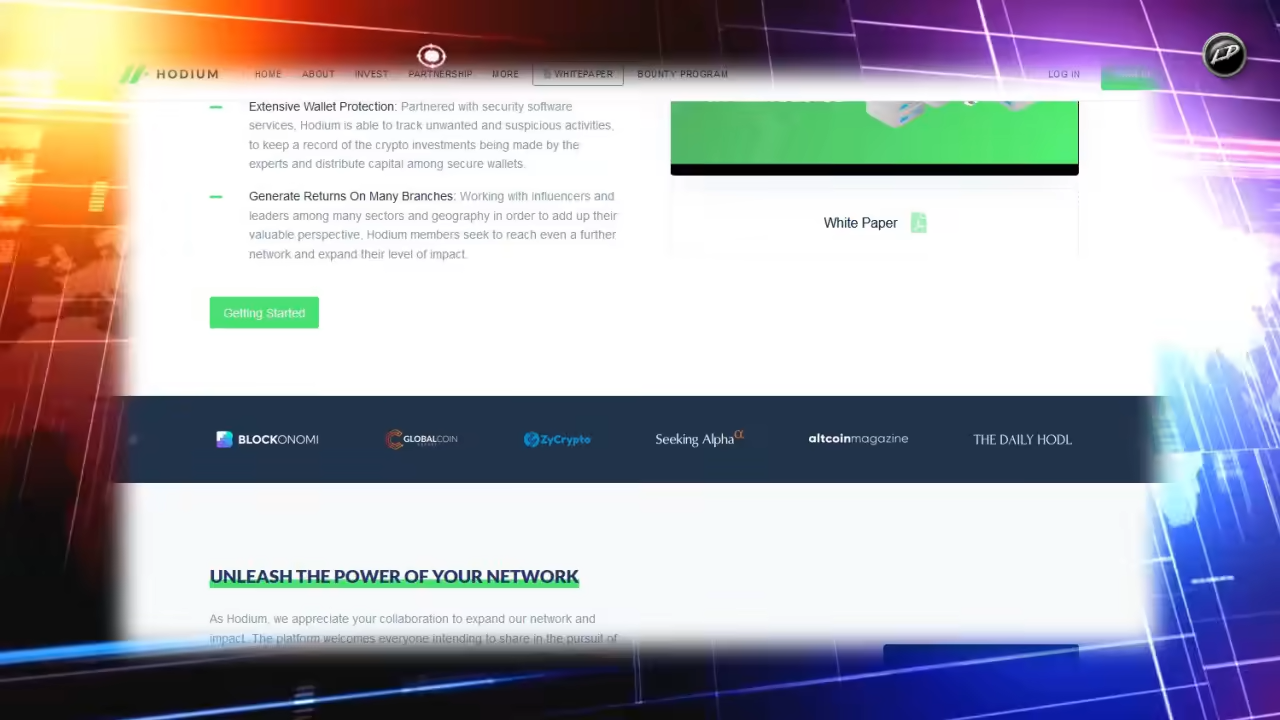 HODIUM HOME ABOUT INVEST PARTNERSHIP MORE WHITEPAPER BOUNTY PROGRAM LOG IN
Extensive Wallet Protection: Partnered with security software
services, Hodium is able to track unwanted and suspicious activities,
to keep a record of the crypto investments being made by the
experts and distribute capital among secure wallets.
Generate Returns On Many Branches: Working with influencers and
leaders among many sectors and geography in order to add up their
valuable perspective, Hodium members seek to reach even a further
network and expand their level of impact.
White Paper
Getting Started
BLOCKONOMI GLOBALCOIN ZyCrypto Seeking Alphaα altcoinmagazine THE DAILY HODL
UNLEASH THE POWER OF YOUR NETWORK
As Hodium, we appreciate your collaboration to expand our network and
impact. The platform welcomes everyone intending to share in the pursuit of